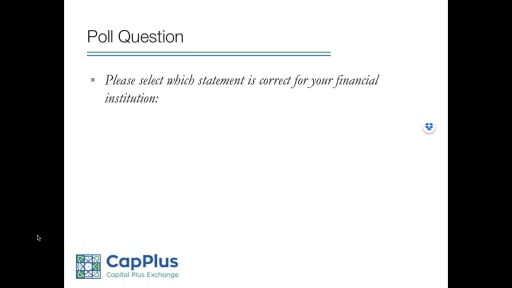 Poll Question
▪ Please select which statement is correct for your financial
institution:
CapPlus
Capital Plus Exchange